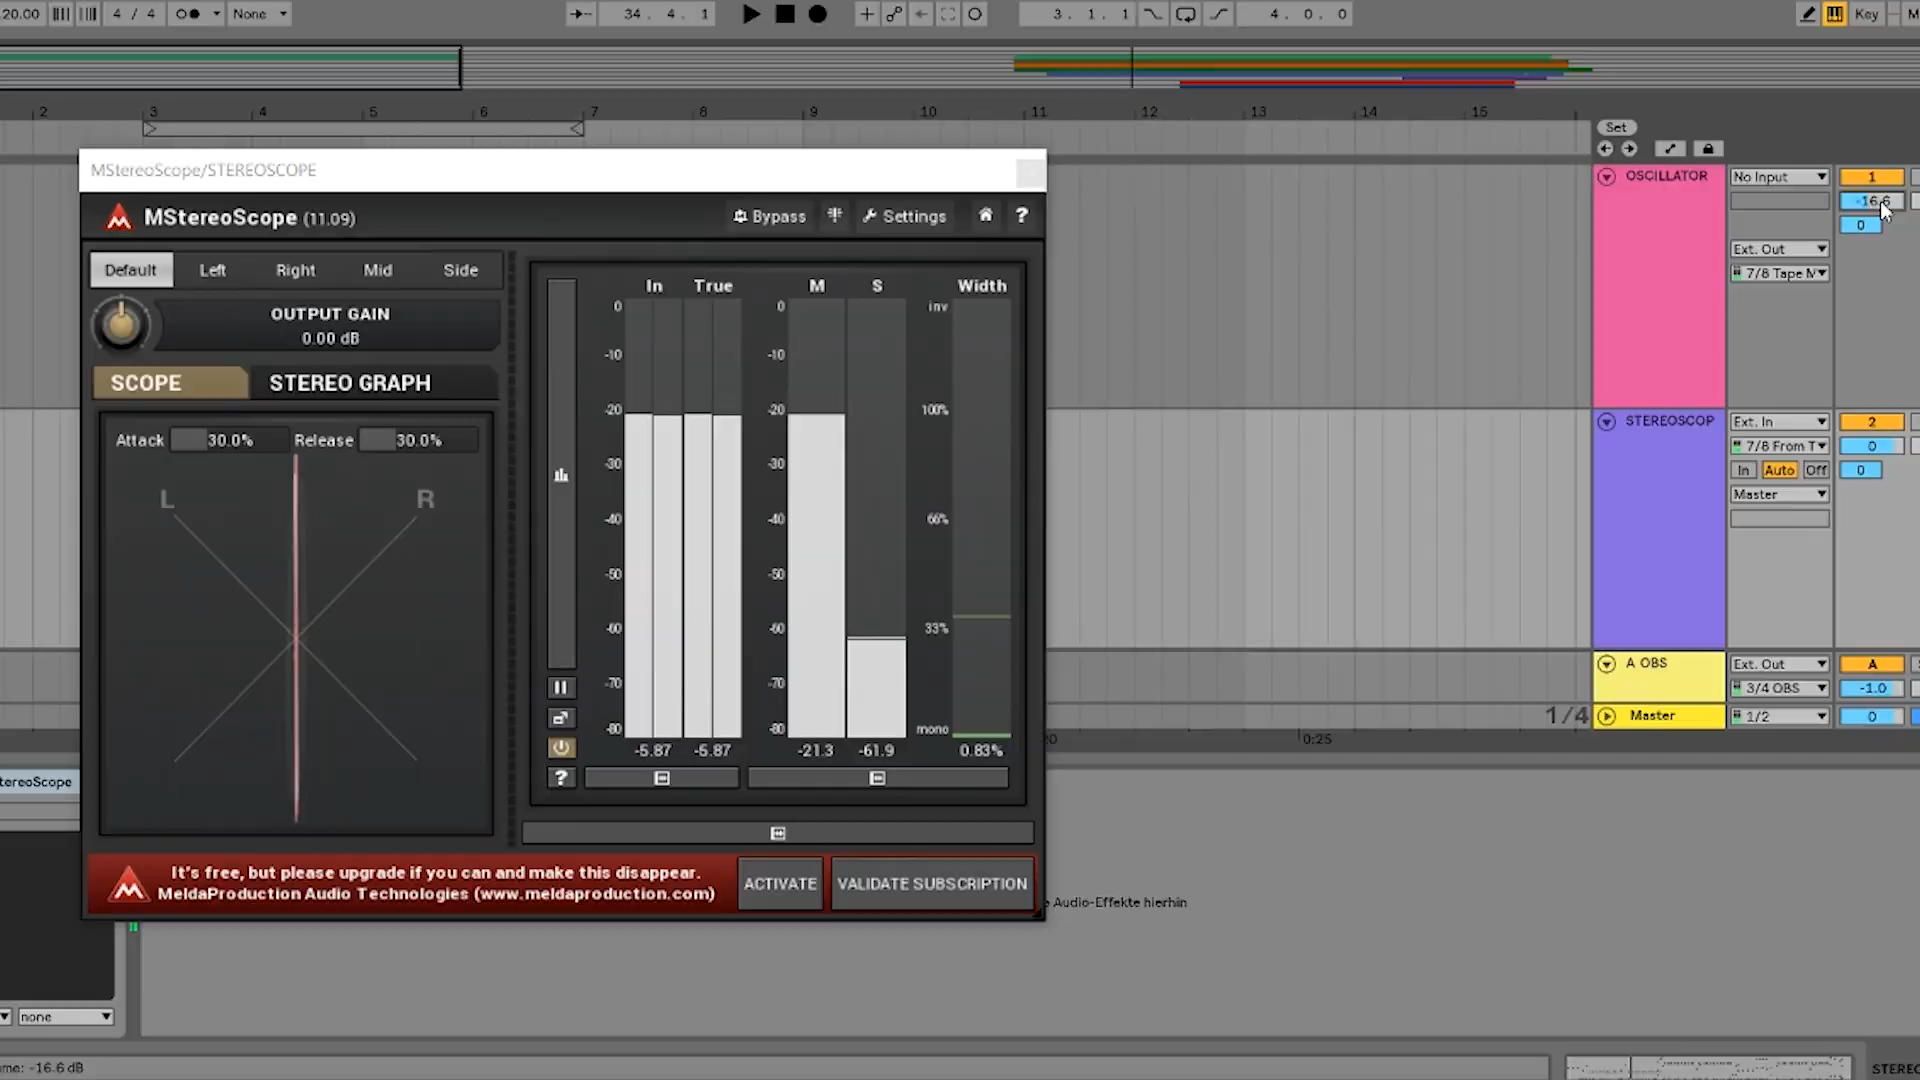 20.00 4 / 4 None 34. 4. 1 3. 1. 1 4. 0. 0 Key
2 3 4 5 6 7 8 9 10 11 12 13 14 15
Set
MStereoScope/STEREOSCOPE
MStereoScope (11.09) Bypass Settings ?
Default Left Right Mid Side
OUTPUT GAIN
0.00 dB
SCOPE STEREO GRAPH
Attack 30.0% Release 30.0%
L R
In True M S Width
0 0 inv
-10 -10
-20 -20 100%
-30 -30
-40 -40 66%
-50 -50
-60 -60 33%
-70 -70
-80 -80 mono
-5.87 -5.87 -21.3 -61.9 0.83%
?
It's free, but please upgrade if you can and make this disappear.
MeldaProduction Audio Technologies (www.meldaproduction.com)
ACTIVATE VALIDATE SUBSCRIPTION
OSCILLATOR No Input 1
-16.6
0
Ext. Out
7/8 Tape M
STEREOSCOP Ext. In 2
7/8 From T 0
In Auto Off 0
Master
A OBS Ext. Out A
3/4 OBS -1.0
1/4 Master 1/2 0
0:25
tereoScope
Audio-Effekte hierhin
none
ume: -16.6 dB
STEREO